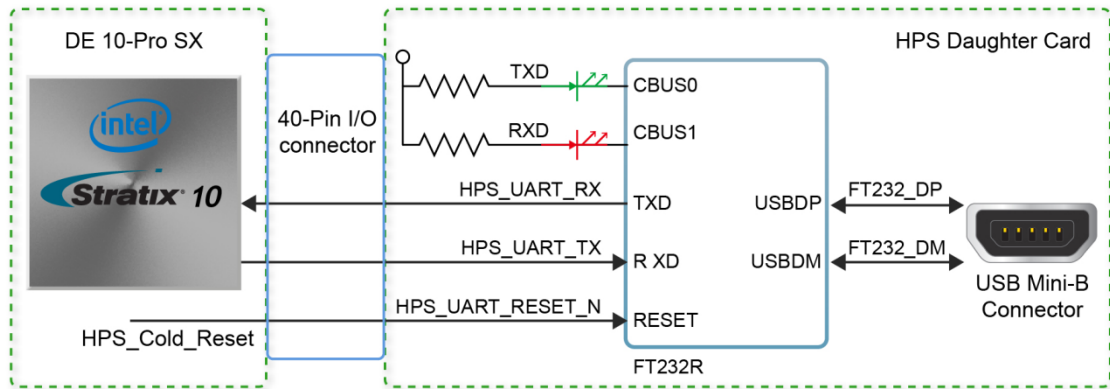 DE 10-Pro SX
intel
Stratix 10
HPS_Cold_Reset
40-Pin I/O
connector
HPS Daughter Card
TXD
CBUS0
RXD
CBUS1
HPS_UART_RX
TXD
HPS_UART_TX
R XD
HPS_UART_RESET_N
RESET
USBDP
FT232_DP
USBDM
FT232_DM
FT232R
USB Mini-B
Connector